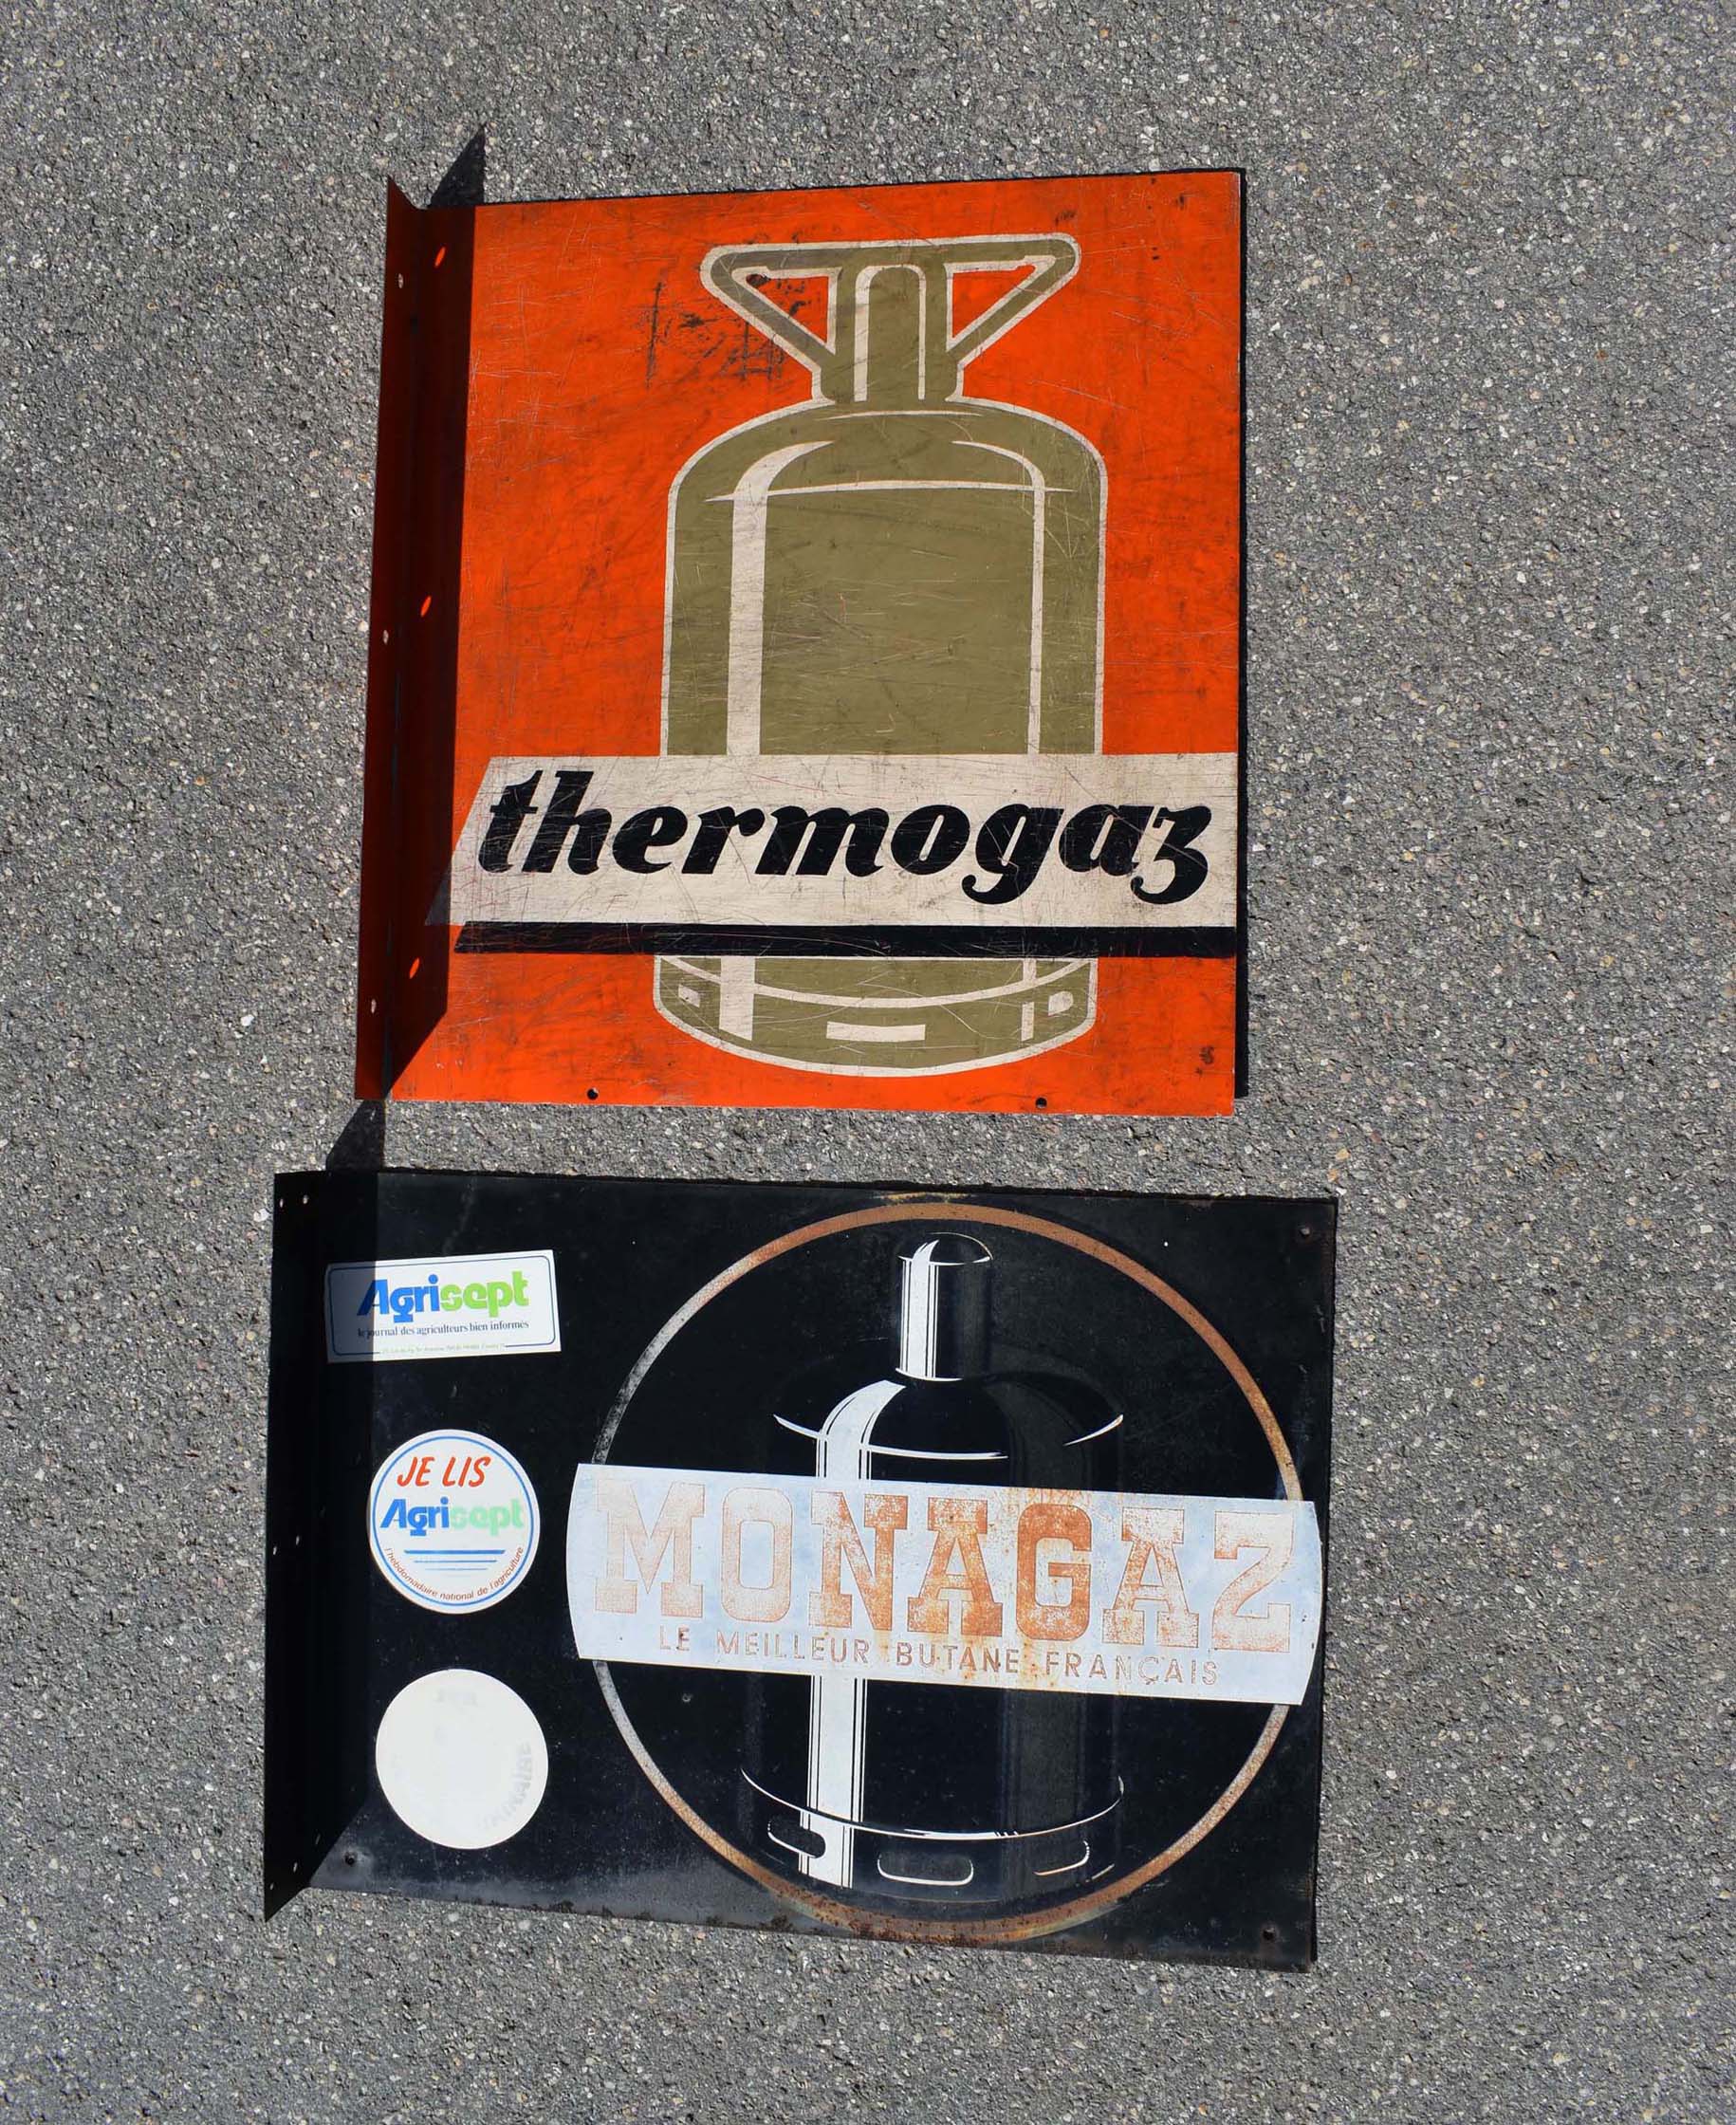 thermogaz
Agrisept
le journal des agriculteurs bien informés
JE LIS
Agrisept
l'hebdomadaire national de l'agriculture
MONAGAZ
LE MEILLEUR BUTANE FRANÇAIS